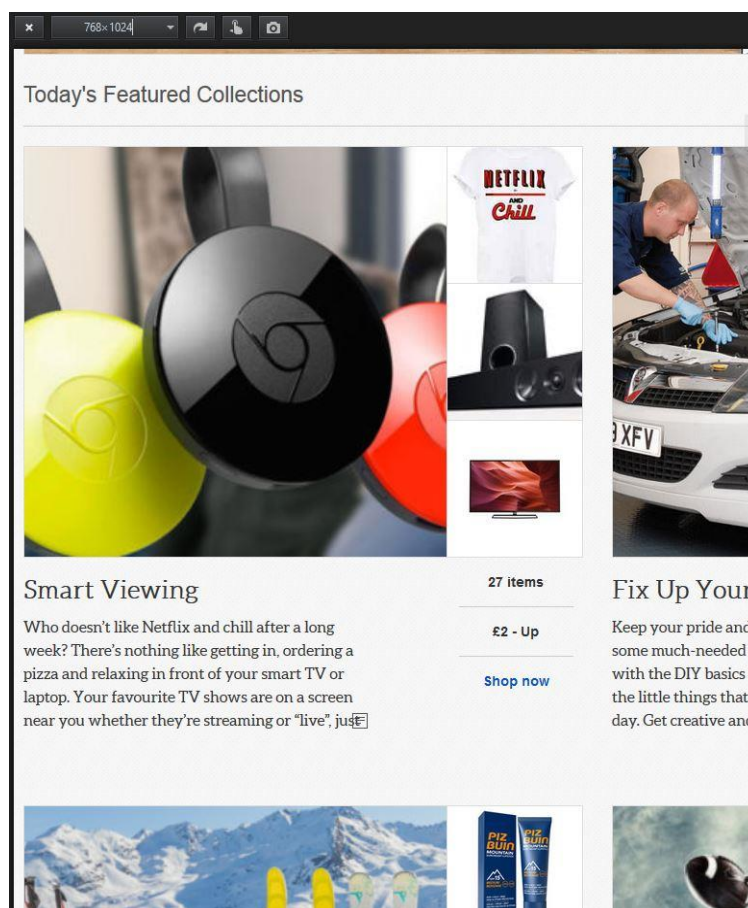 768×1024
Today's Featured Collections
NETFLIX
AND
Chill
XFV
Smart Viewing
27 items
Who doesn't like Netflix and chill after a long
week? There's nothing like getting in, ordering a
pizza and relaxing in front of your smart TV or
laptop. Your favourite TV shows are on a screen
near you whether they're streaming or “live”, just
£2 - Up
Shop now
Fix Up Your
Keep your pride and
some much-needed
with the DIY basics
the little things that
day. Get creative and
PIZ
BUIN
MOUNTAIN
PIZ
BUIN
MOUNTAIN